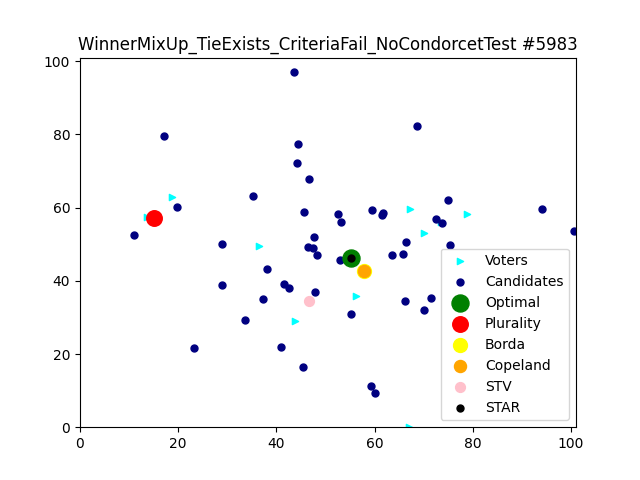 WinnerMixUp_TieExists_CriteriaFail_NoCondorcetTest #5983
100
80
60
40
20
0
0 20 40 60 80 100
Voters
Candidates
Optimal
Plurality
Borda
Copeland
STV
STAR